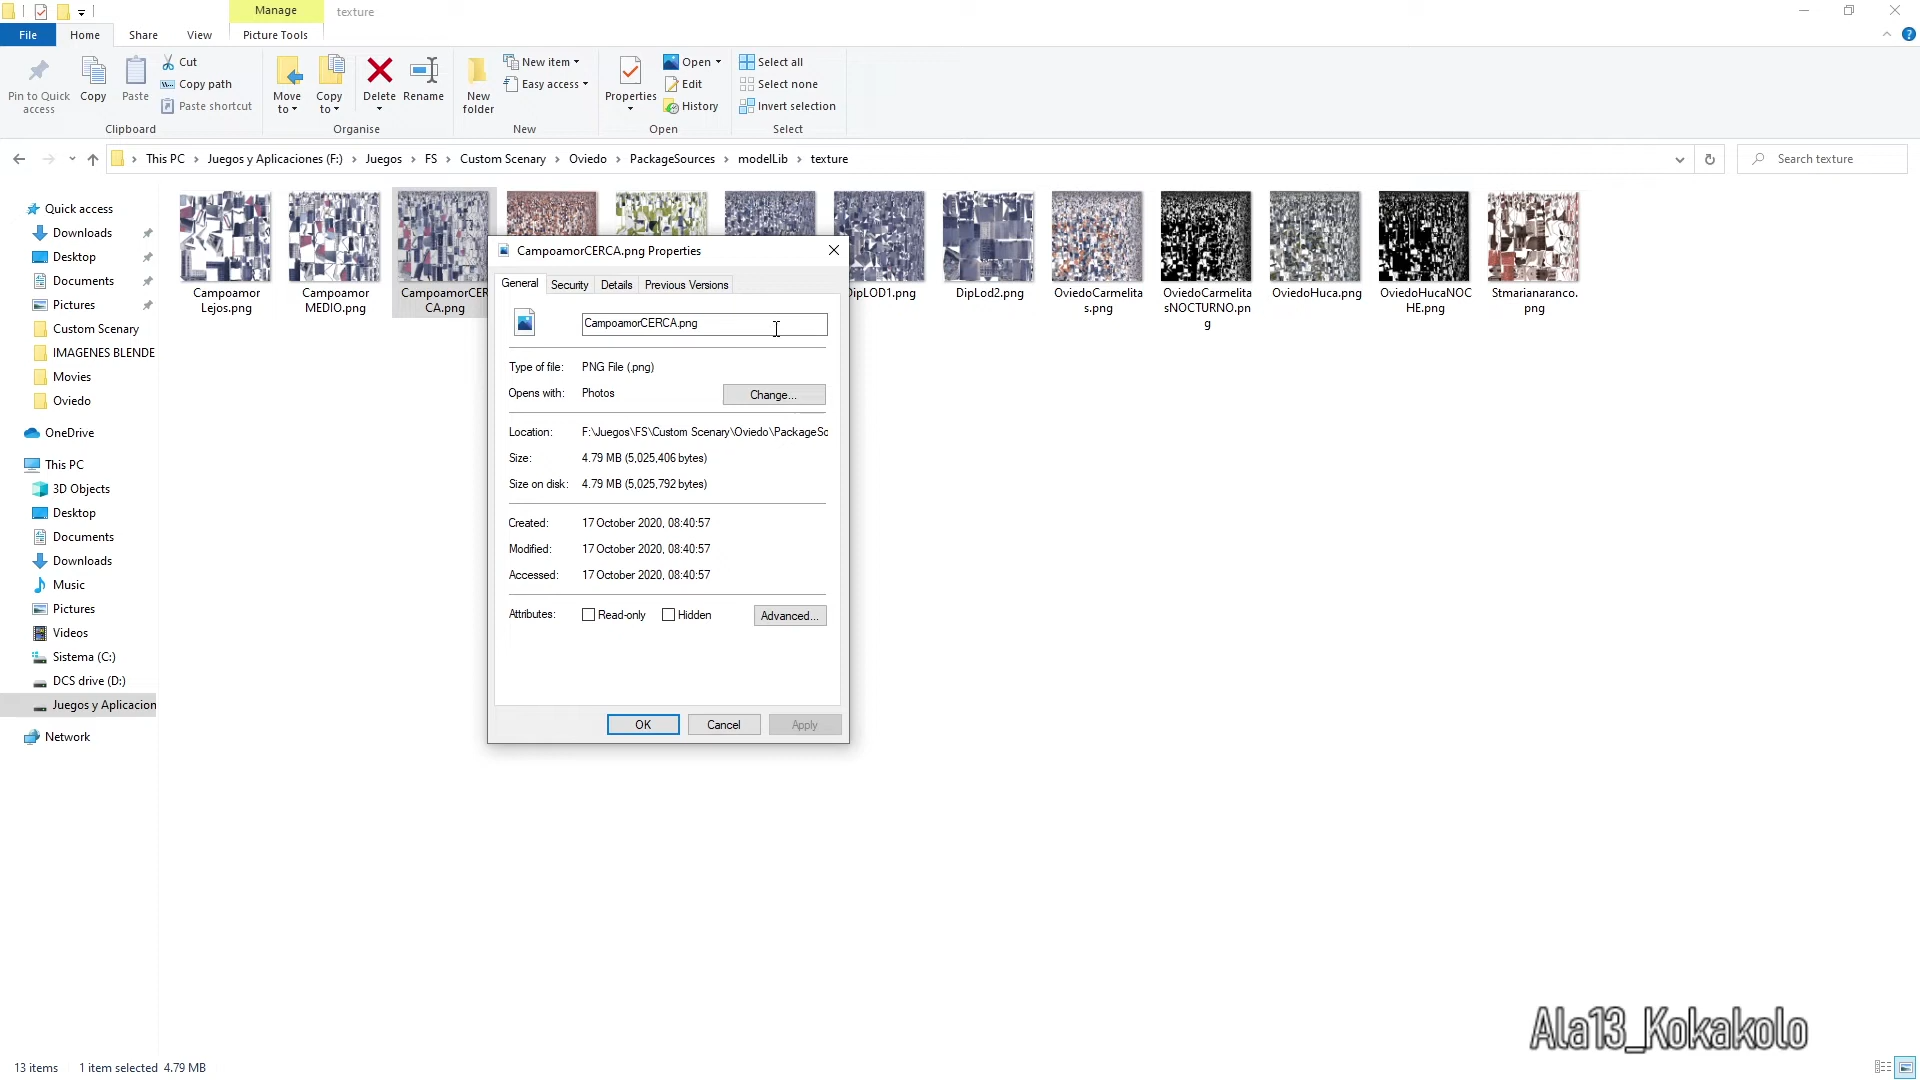 Manage
texture
File
Home
Share
View
Picture Tools
Pin to Quick access
Copy
Paste
Cut
Copy path
Paste shortcut
Clipboard
Move to
Copy to
Delete
Rename
Organise
New folder
New item
Easy access
New
Properties
Open
Edit
History
Open
Select all
Select none
Invert selection
Select
This PC > Juegos y Aplicaciones (F:) > Juegos > FS > Custom Scenary > Oviedo > PackageSources > modelLib > texture
Search texture
Quick access
Downloads
Desktop
Documents
Pictures
Custom Scenary
IMAGENES BLENDE
Movies
Oviedo
OneDrive
This PC
3D Objects
Desktop
Documents
Downloads
Music
Pictures
Videos
Sistema (C:)
DCS drive (D:)
Juegos y Aplicacion
Network
Campoamor
Lejos.png
Campoamor
MEDIO.png
CampoamorCER
CA.png
DipLOD1.png
DipLod2.png
OviedoCarmelita
s.png
OviedoCarmelita
sNOCTURNO.pn
g
OviedoHuca.png
OviedoHucaNOC
HE.png
Stmarianaranco.
png
CampoamorCERCA.png Properties
General
Security
Details
Previous Versions
CampoamorCERCA.png
Type of file: PNG File (.png)
Opens with: Photos
Change...
Location: F:\Juegos\FS\Custom Scenary\Oviedo\PackageSo
Size: 4.79 MB (5,025,406 bytes)
Size on disk: 4.79 MB (5,025,792 bytes)
Created: 17 October 2020, 08:40:57
Modified: 17 October 2020, 08:40:57
Accessed: 17 October 2020, 08:40:57
Attributes: Read-only Hidden
Advanced...
OK
Cancel
Apply
Ala13_Kokakolo
13 items
1 item selected 4.79 MB